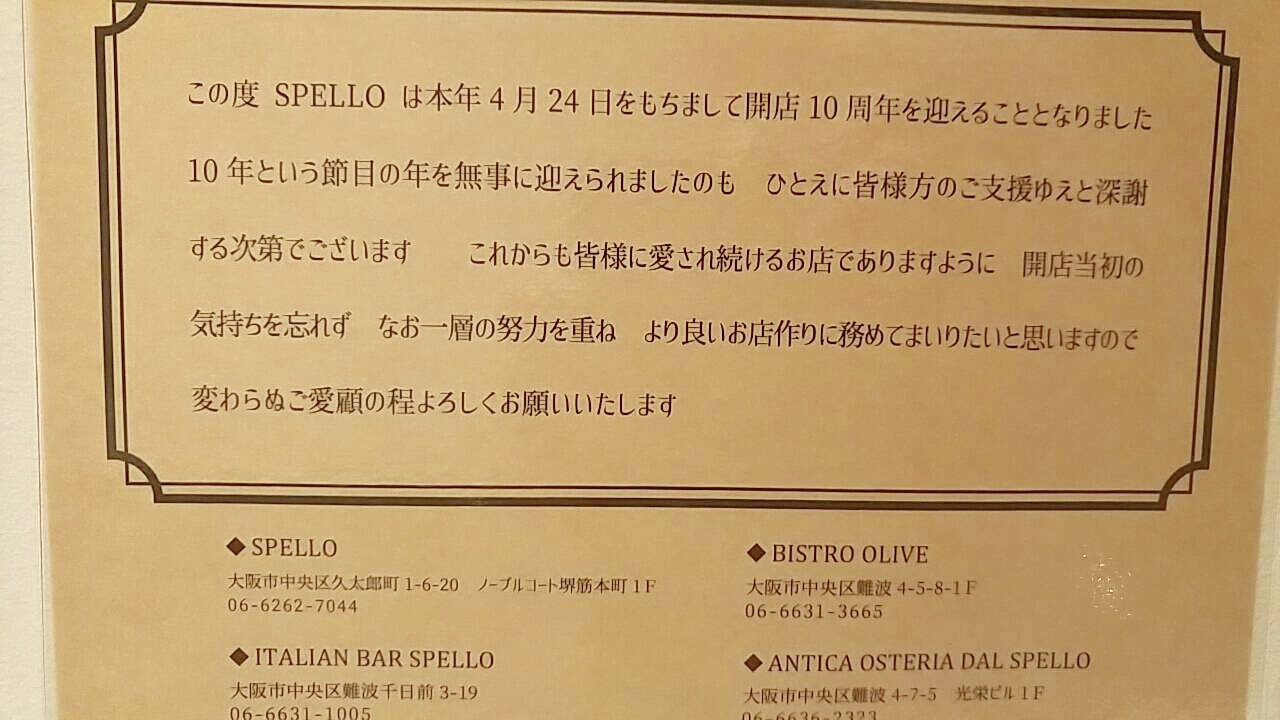 この度 SPELLO は本年 4 月 24 日をもちまして開店 10 周年を迎えることとなりました
10 年という節目の年を無事に迎えられましたのも　ひとえに皆様方のご支援ゆえと深謝
する次第でございます　　これからも皆様に愛され続けるお店でありますように　開店当初の
気持ちを忘れず　なお一層の努力を重ね　より良いお店作りに務めてまいりたいと思いますので
変わらぬご愛顧の程よろしくお願いいたします
◆ SPELLO
大阪市中央区久太郎町 1-6-20　ノーブルコート堺筋本町 1F
06-6262-7044
◆ BISTRO OLIVE
大阪市中央区難波 4-5-8-1F
06-6631-3665
◆ ITALIAN BAR SPELLO
大阪市中央区難波千日前 3-19
06-6631-1005
◆ ANTICA OSTERIA DAL SPELLO
大阪市中央区難波 4-7-5　光栄ビル 1F
06-6636-2323